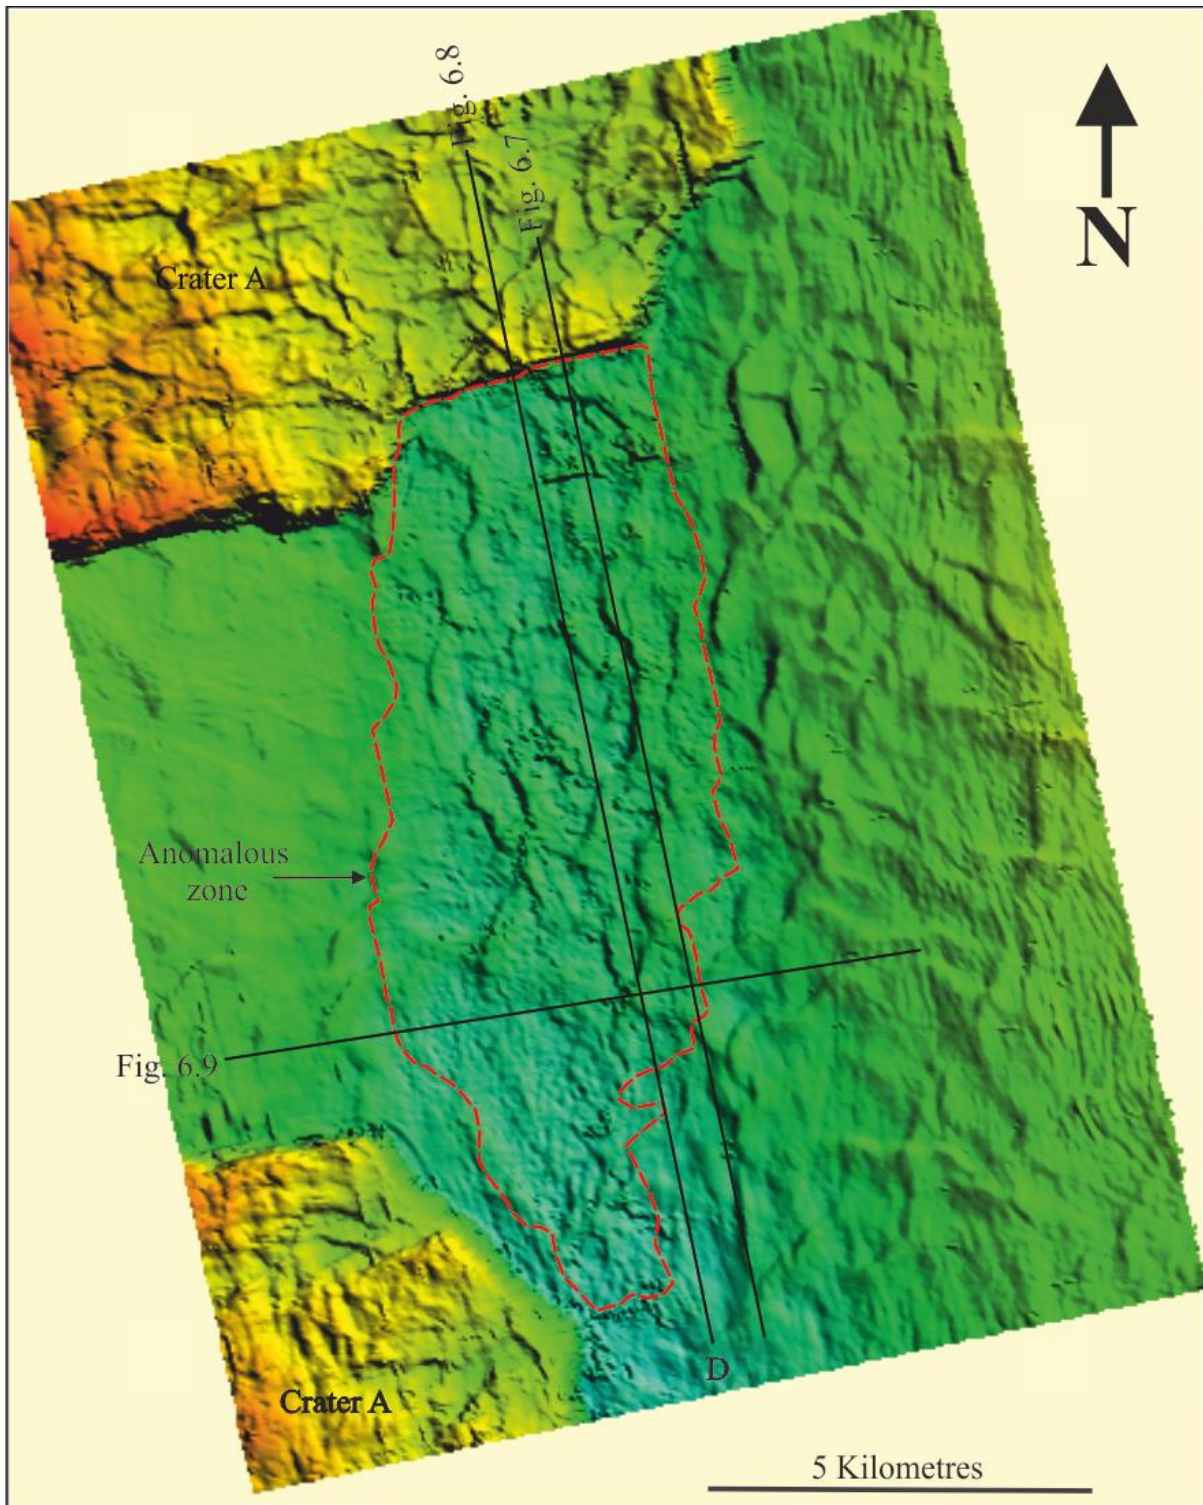 Fig. 6.8
Fig. 6.7
N
Crater A
Anomalous
zone
Fig. 6.9
D
Crater A
5 Kilometres